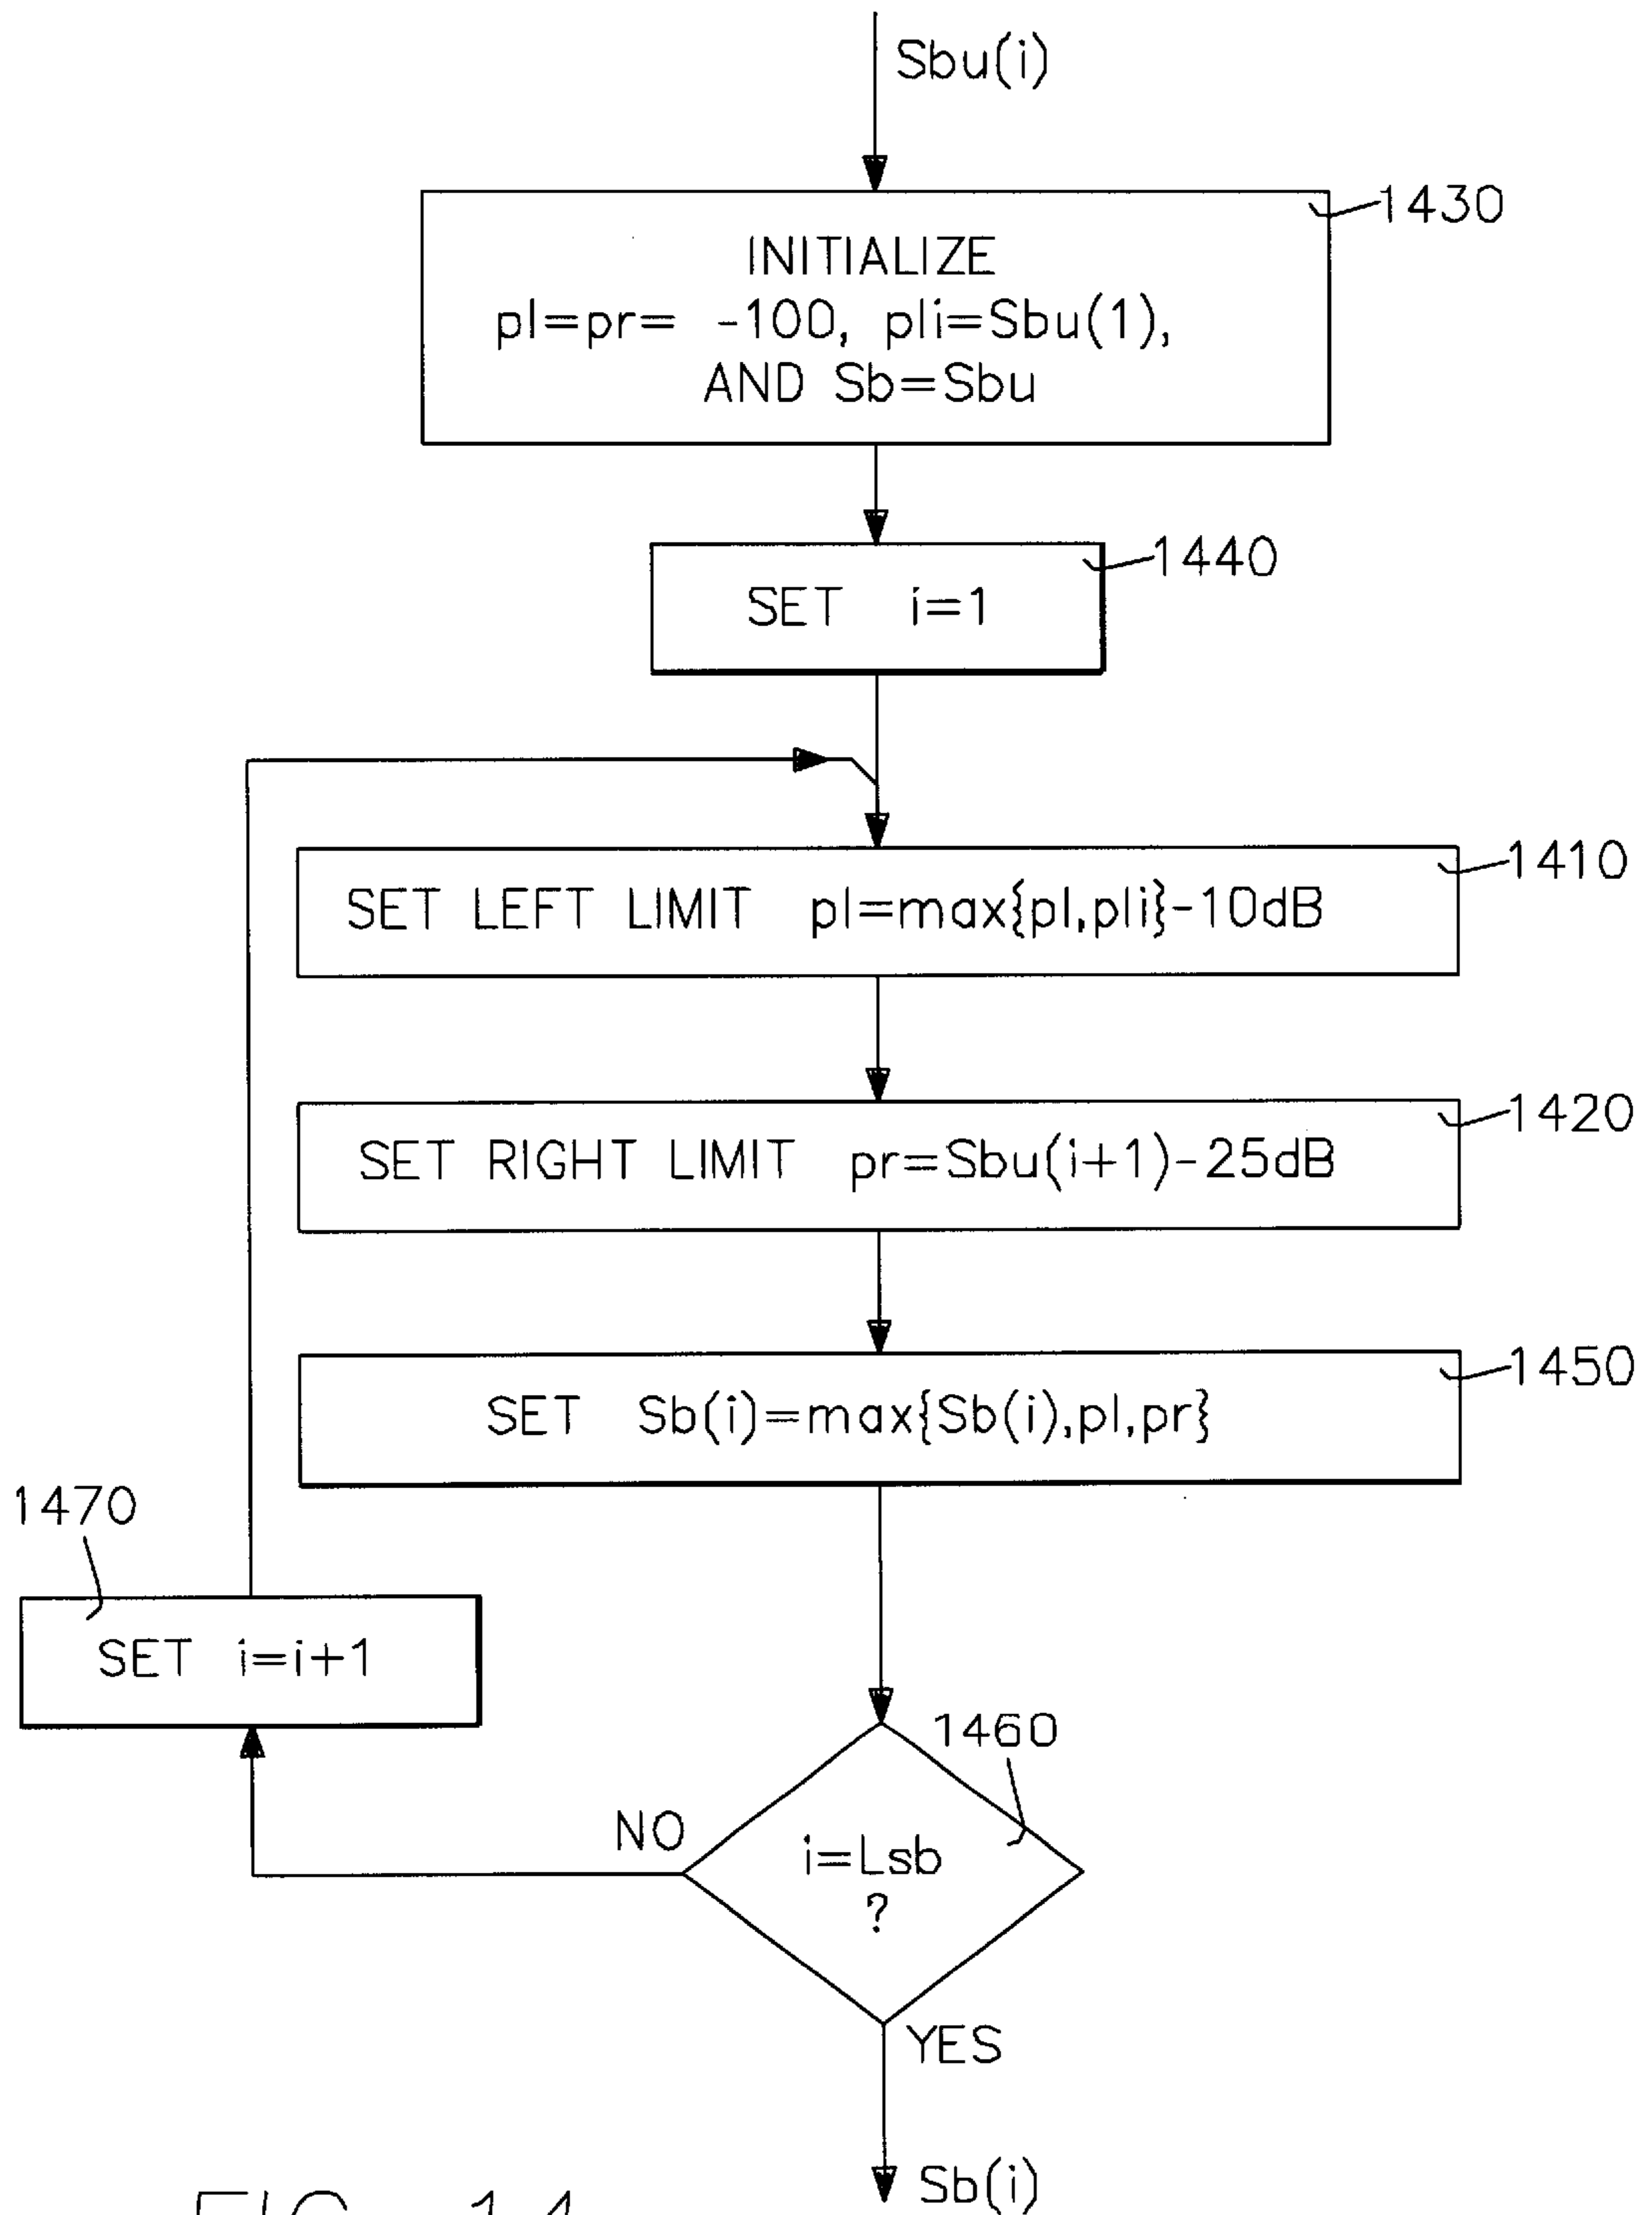 Sbu(i)
1430
INITIALIZE
pl=pr= -100, pli=Sbu(1),
AND Sb=Sbu
1440
SET i=1
1410
SET LEFT LIMIT pl=max{pl,pli}-10dB
1420
SET RIGHT LIMIT pr=Sbu(i+1)-25dB
1450
SET Sb(i)=max{Sb(i),pl,pr}
1470
SET i=i+1
1460
NO
i=Lsb
?
YES
Sb(i)
FIG. 14